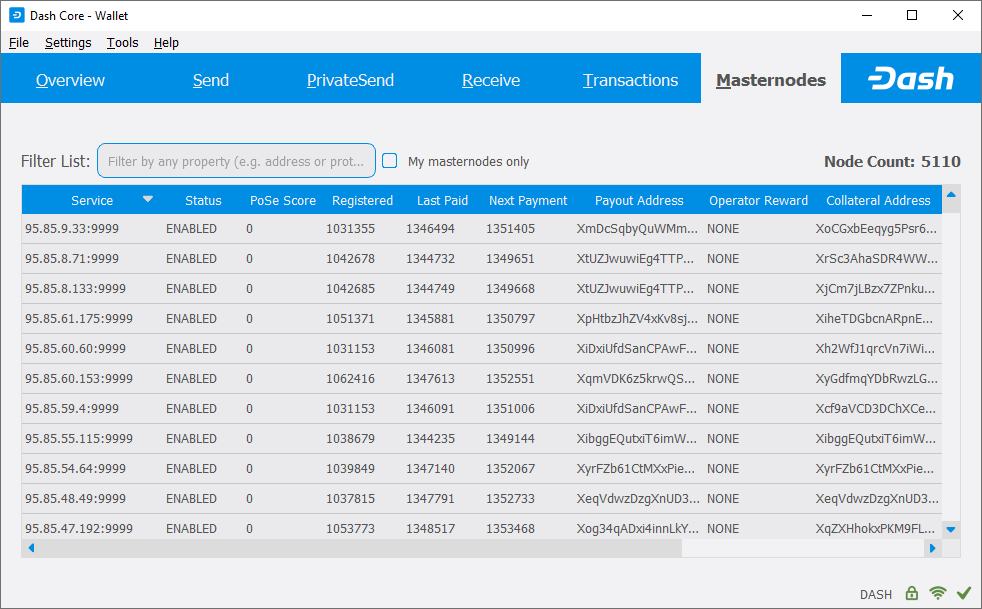 Dash Core - Wallet
File Settings Tools Help
Overview Send PrivateSend Receive Transactions Masternodes Dash
Filter List: Filter by any property (e.g. address or prot... My masternodes only Node Count: 5110
Service Status PoSe Score Registered Last Paid Next Payment Payout Address Operator Reward Collateral Address
95.85.9.33:9999 ENABLED 0 1031355 1346494 1351405 XmDcSqbyQuWMm... NONE XoCGxbEeqyg5Psr6...
95.85.8.71:9999 ENABLED 0 1042678 1344732 1349651 XtUZJwuwiEg4TTP... NONE XrSc3AhaSDR4WW...
95.85.8.133:9999 ENABLED 0 1042685 1344749 1349668 XtUZJwuwiEg4TTP... NONE XjCm7jLBzx7ZPnku...
95.85.61.175:9999 ENABLED 0 1051371 1345881 1350797 XpHtbzJhZV4xKv8sj... NONE XiheTDGbcnARpnE...
95.85.60.60:9999 ENABLED 0 1031153 1346081 1350996 XiDxiUfdSanCPAwF... NONE Xh2WfJ1qrcVn7iWi...
95.85.60.153:9999 ENABLED 0 1062416 1347613 1352551 XqmVDK6z5krwQS... NONE XyGdfmqYDbRwzLG...
95.85.59.4:9999 ENABLED 0 1031153 1346091 1351006 XiDxiUfdSanCPAwF... NONE Xcf9aVCD3DChXCe...
95.85.55.115:9999 ENABLED 0 1038679 1344235 1349144 XibggEQutxiT6imW... NONE XibggEQutxiT6imW...
95.85.54.64:9999 ENABLED 0 1039849 1347140 1352067 XyrFZb61CtMXxPie... NONE XyrFZb61CtMXxPie...
95.85.48.49:9999 ENABLED 0 1037815 1347791 1352733 XeqVdwzDzgXnUD3... NONE XeqVdwzDzgXnUD3...
95.85.47.192:9999 ENABLED 0 1053773 1348517 1353468 Xog34qADxi4innLkY... NONE XqZXHhokxPKM9FL...
DASH